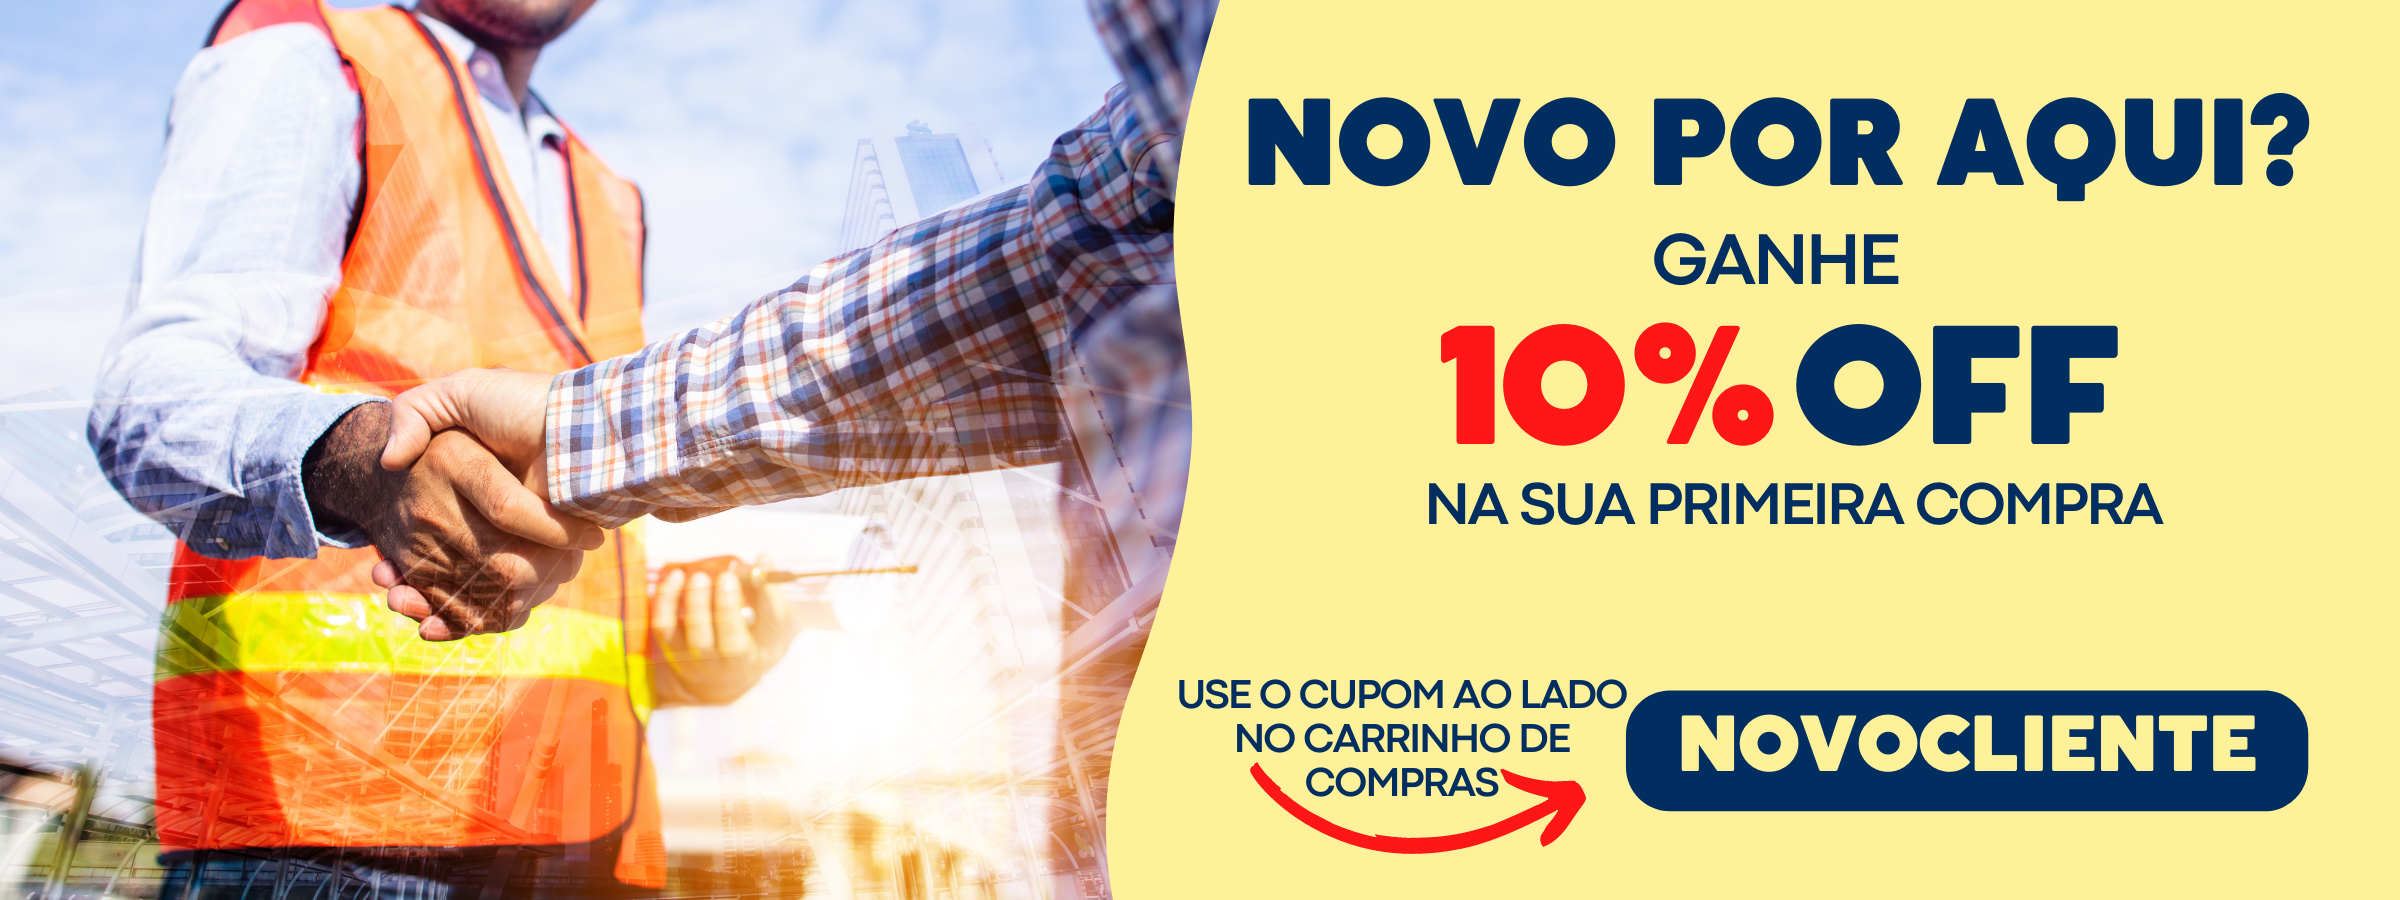 NOVO POR AQUI?
GANHE
10% OFF
NA SUA PRIMEIRA COMPRA
USE O CUPOM AO LADO
NO CARRINHO DE
COMPRAS
NOVOCLIENTE